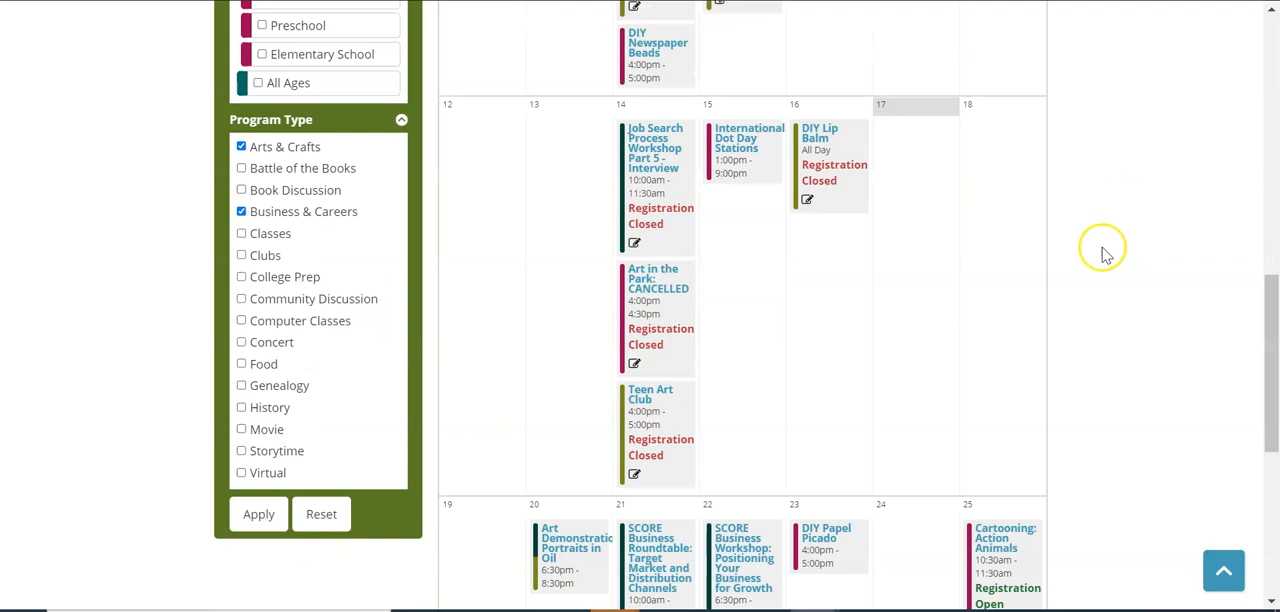 Preschool
Elementary School
All Ages
Program Type
Arts & Crafts
Battle of the Books
Book Discussion
Business & Careers
Classes
Clubs
College Prep
Community Discussion
Computer Classes
Concert
Food
Genealogy
History
Movie
Storytime
Virtual
Apply
Reset
DIY
Newspaper
Beads
4:00pm -
5:00pm
12
13
14
15
16
17
18
Job Search
Process
Workshop
Part 5 -
Interview
10:00am -
11:30am
Registration
Closed
Art in the
Park:
CANCELLED
4:00pm
4:30pm
Registration
Closed
Teen Art
Club
4:00pm -
5:00pm
Registration
Closed
International
Dot Day
Stations
1:00pm -
9:00pm
DIY Lip
Balm
All Day
Registration
Closed
19
20
21
22
23
24
25
Art
Demonstratic
Portraits in
Oil
6:30pm -
8:30pm
SCORE
Business
Roundtable:
Target
Market and
Distribution
Channels
10:00am -
SCORE
Business
Workshop:
Positioning
Your
Business
for Growth
6:30pm -
DIY Papel
Picado
4:00pm -
5:00pm
Cartooning:
Action
Animals
10:30am -
11:30am
Registration
Open